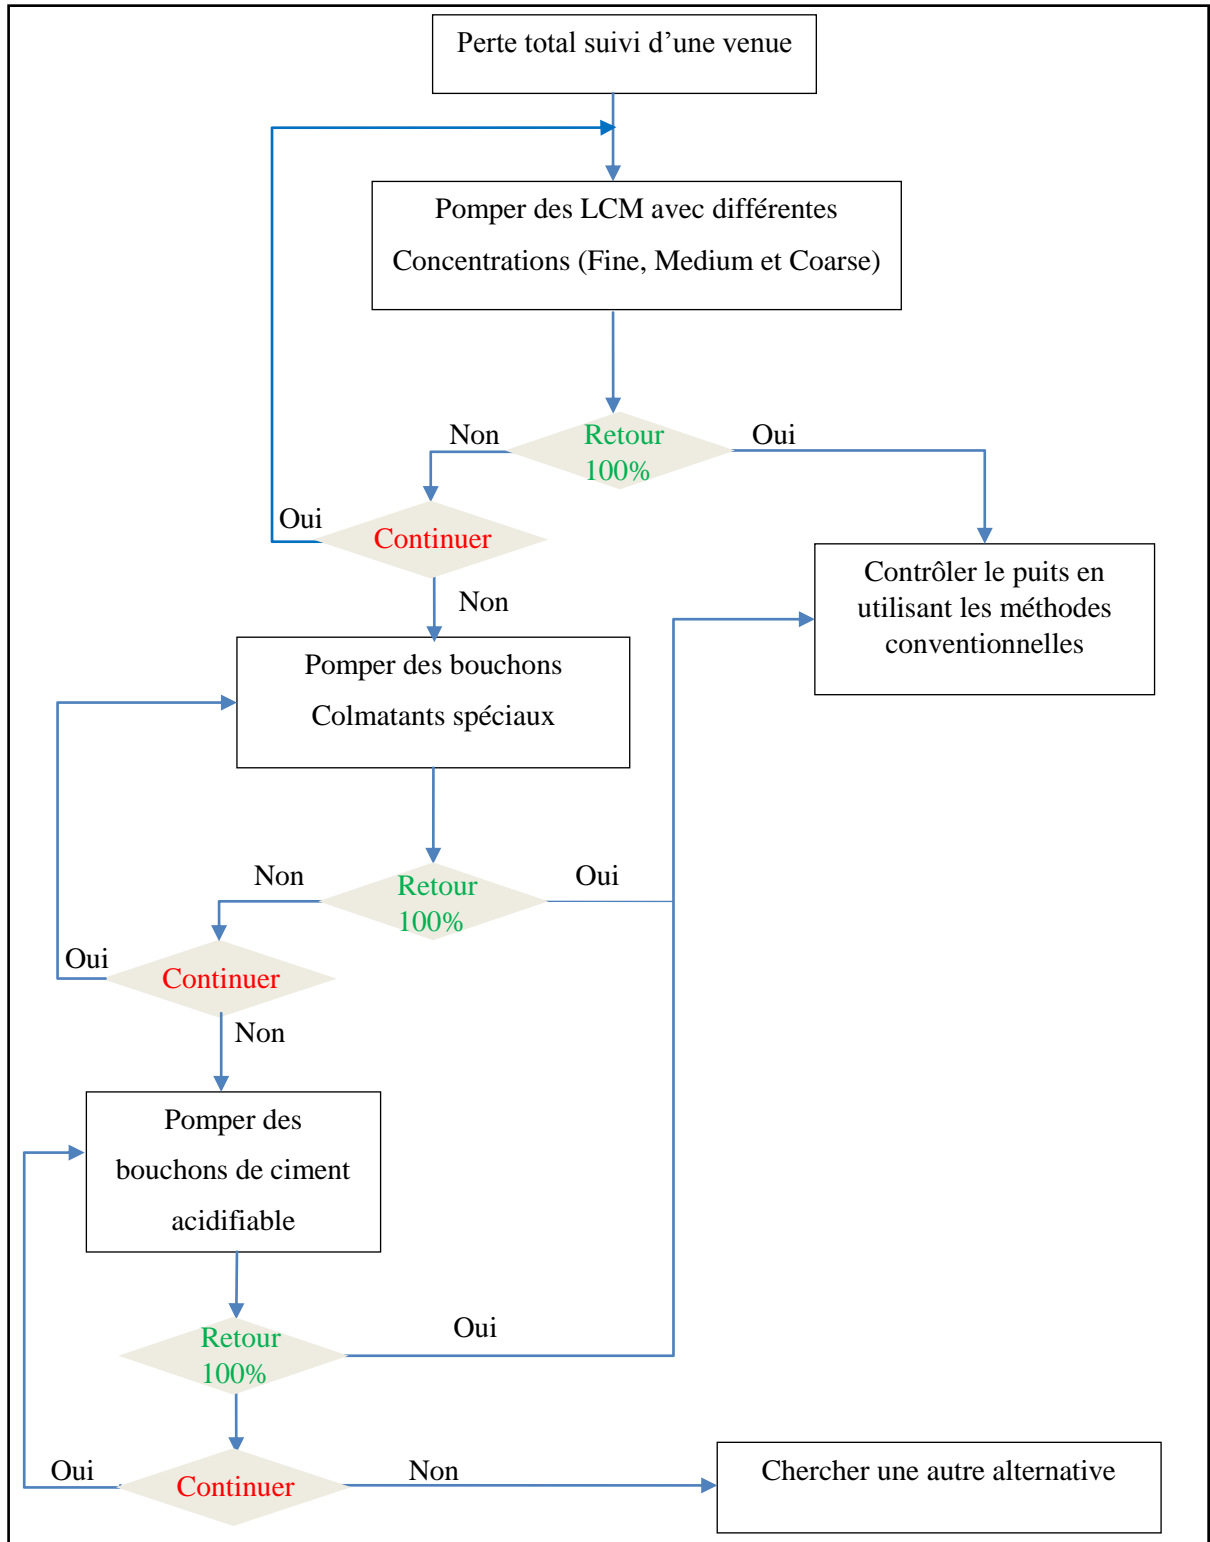 Perte total suivi d’une venue
Pomper des LCM avec différentes
Concentrations (Fine, Medium et Coarse)
Non
Retour
100%
Oui
Oui
Continuer
Non
Contrôler le puits en
utilisant les méthodes
conventionnelles
Pomper des bouchons
Colmatants spéciaux
Non
Retour
100%
Oui
Oui
Continuer
Non
Pomper des
bouchons de ciment
acidifiable
Retour
100%
Oui
Oui
Continuer
Non
Chercher une autre alternative